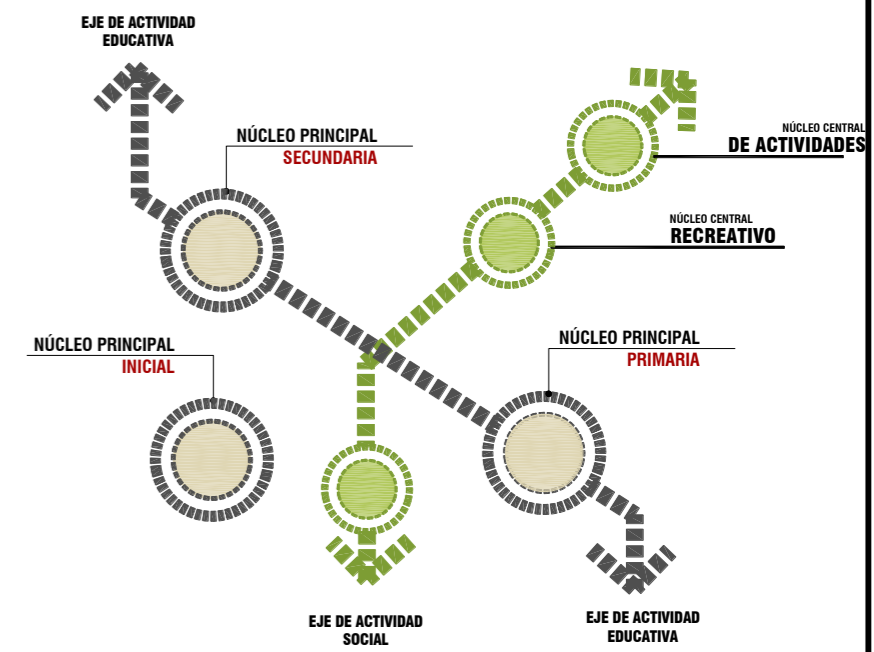 EJE DE ACTIVIDAD
EDUCATIVA
NÚCLEO PRINCIPAL
SECUNDARIA
NÚCLEO CENTRAL
DE ACTIVIDADES
NÚCLEO CENTRAL
RECREATIVO
NÚCLEO PRINCIPAL
INICIAL
NÚCLEO PRINCIPAL
PRIMARIA
EJE DE ACTIVIDAD
SOCIAL
EJE DE ACTIVIDAD
EDUCATIVA